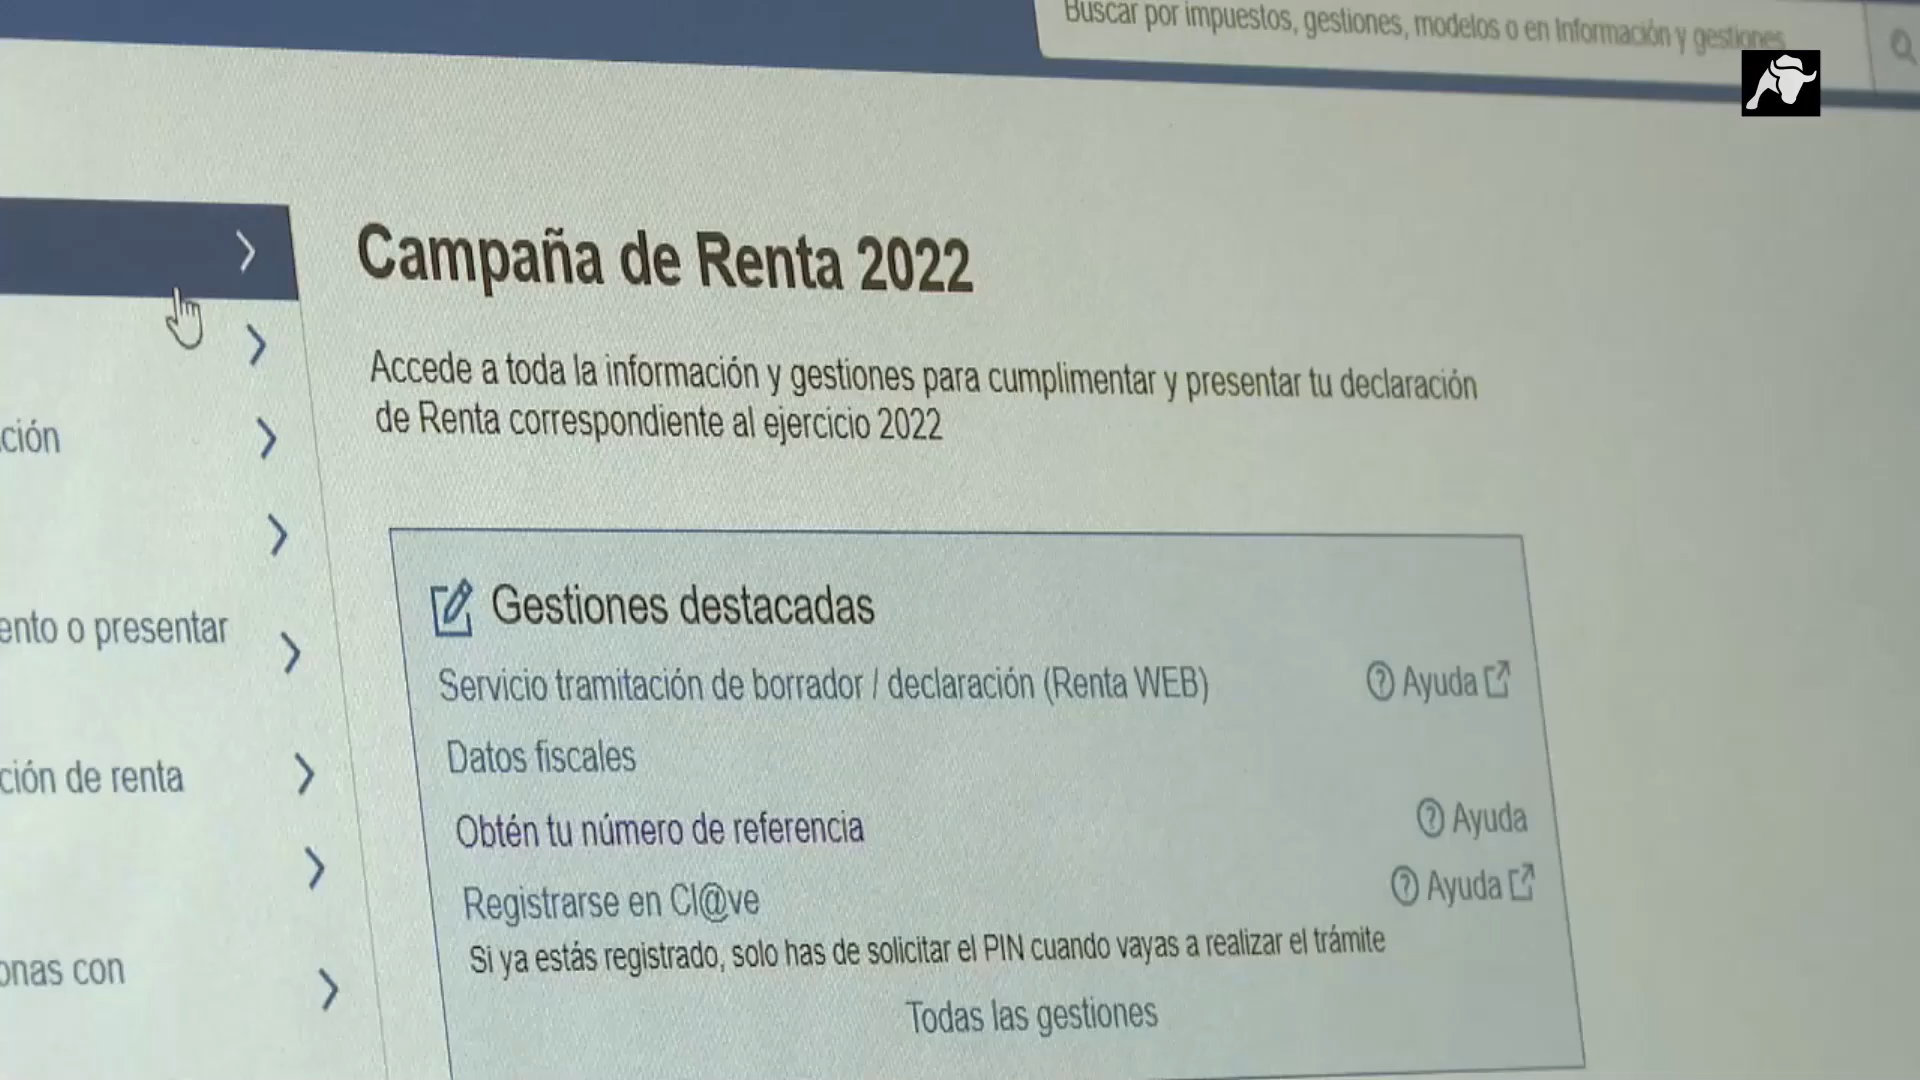 Buscar por impuestos, gestiones, modelos o en Información y gestiones
Campaña de Renta 2022
Accede a toda la información y gestiones para cumplimentar y presentar tu declaración
de Renta correspondiente al ejercicio 2022
ción
ento o presentar
ción de renta
onas con
Gestiones destacadas
Servicio tramitación de borrador / declaración (Renta WEB)
Ayuda
Datos fiscales
Obtén tu número de referencia
Ayuda
Registrarse en Cl@ve
Ayuda
Si ya estás registrado, solo has de solicitar el PIN cuando vayas a realizar el trámite
Todas las gestiones